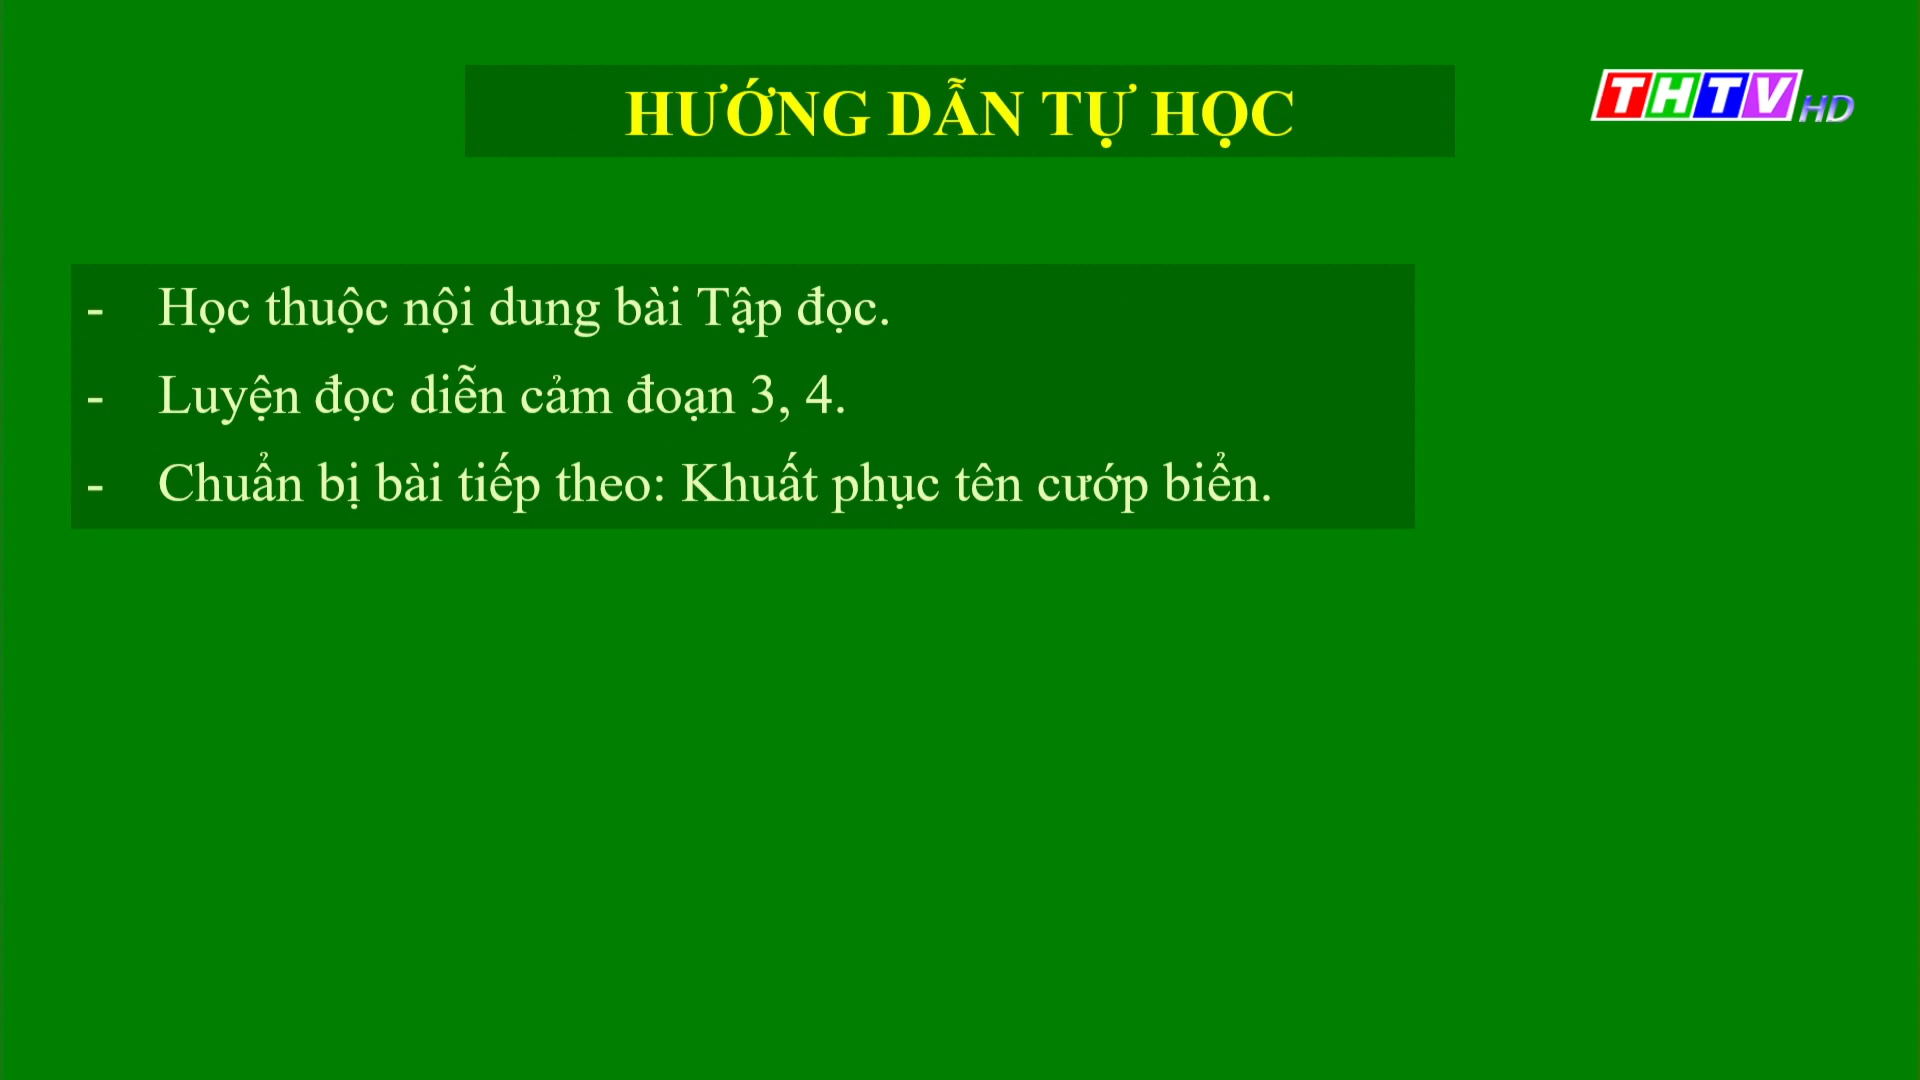 HƯỚNG DẪN TỰ HỌC
THTV HD
- Học thuộc nội dung bài Tập đọc.
- Luyện đọc diễn cảm đoạn 3, 4.
- Chuẩn bị bài tiếp theo: Khuất phục tên cướp biển.